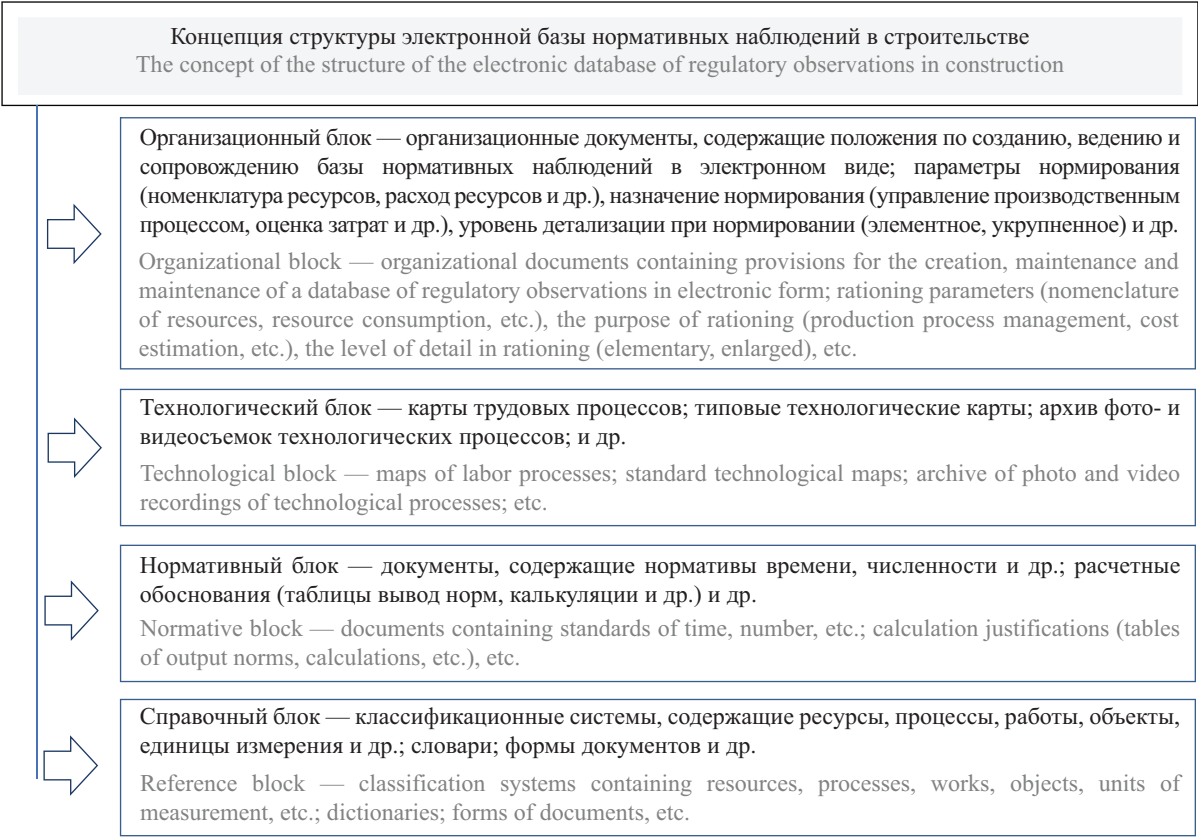 Концепция структуры электронной базы нормативных наблюдений в строительстве
The concept of the structure of the electronic database of regulatory observations in construction
Организационный блок — организационные документы, содержащие положения по созданию, ведению и
сопровождению базы нормативных наблюдений в электронном виде; параметры нормирования
(номенклатура ресурсов, расход ресурсов и др.), назначение нормирования (управление производственным
процессом, оценка затрат и др.), уровень детализации при нормировании (элементное, укрупненное) и др.
Organizational block — organizational documents containing provisions for the creation, maintenance and
maintenance of a database of regulatory observations in electronic form; rationing parameters (nomenclature
of resources, resource consumption, etc.), the purpose of rationing (production process management, cost
estimation, etc.), the level of detail in rationing (elementary, enlarged), etc.
Технологический блок — карты трудовых процессов; типовые технологические карты; архив фото- и
видеосъемок технологических процессов; и др.
Technological block — maps of labor processes; standard technological maps; archive of photo and video
recordings of technological processes; etc.
Нормативный блок — документы, содержащие нормативы времени, численности и др.; расчетные
обоснования (таблицы вывод норм, калькуляции и др.) и др.
Normative block — documents containing standards of time, number, etc.; calculation justifications (tables
of output norms, calculations, etc.), etc.
Справочный блок — классификационные системы, содержащие ресурсы, процессы, работы, объекты,
единицы измерения и др.; словари; формы документов и др.
Reference block — classification systems containing resources, processes, works, objects, units of
measurement, etc.; dictionaries; forms of documents, etc.